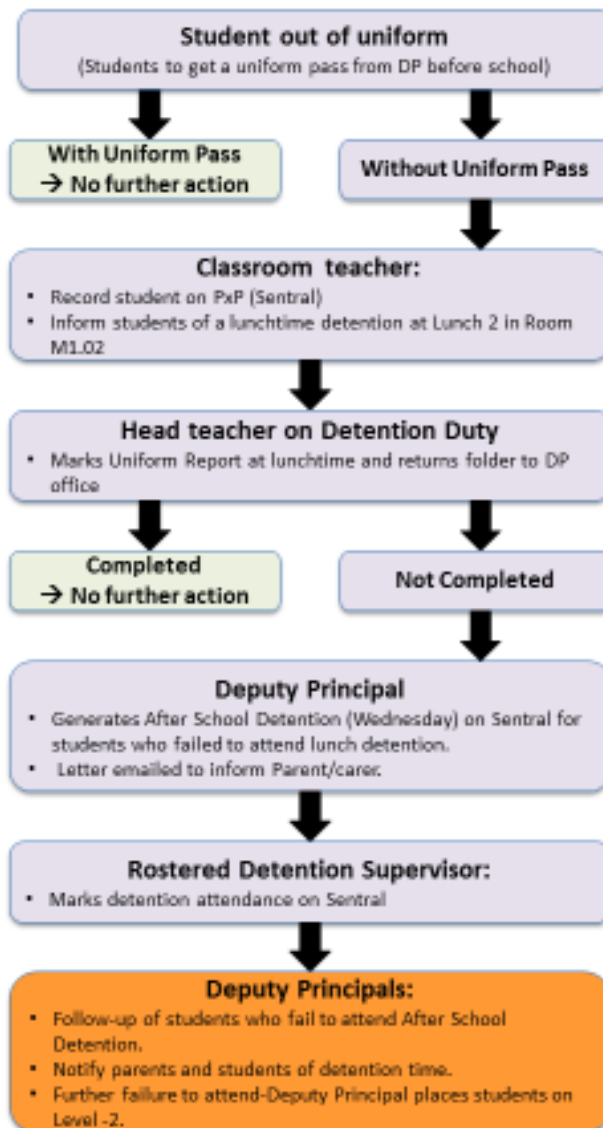 Student out of uniform
(Students to get a uniform pass from DP before school)
With Uniform Pass
→ No further action
Without Uniform Pass
Classroom teacher:
• Record student on PxP (Sentral)
• Inform students of a lunchtime detention at Lunch 2 in Room
M1.02
Head teacher on Detention Duty
• Marks Uniform Report at lunchtime and returns folder to DP
office
Completed
→ No further action
Not Completed
Deputy Principal
• Generates After School Detention (Wednesday) on Sentral for
students who failed to attend lunch detention.
• Letter emailed to inform Parent/carer.
Rostered Detention Supervisor:
• Marks detention attendance on Sentral
Deputy Principals:
• Follow-up of students who fail to attend After School
Detention.
• Notify parents and students of detention time.
• Further failure to attend-Deputy Principal places students on
Level -2.